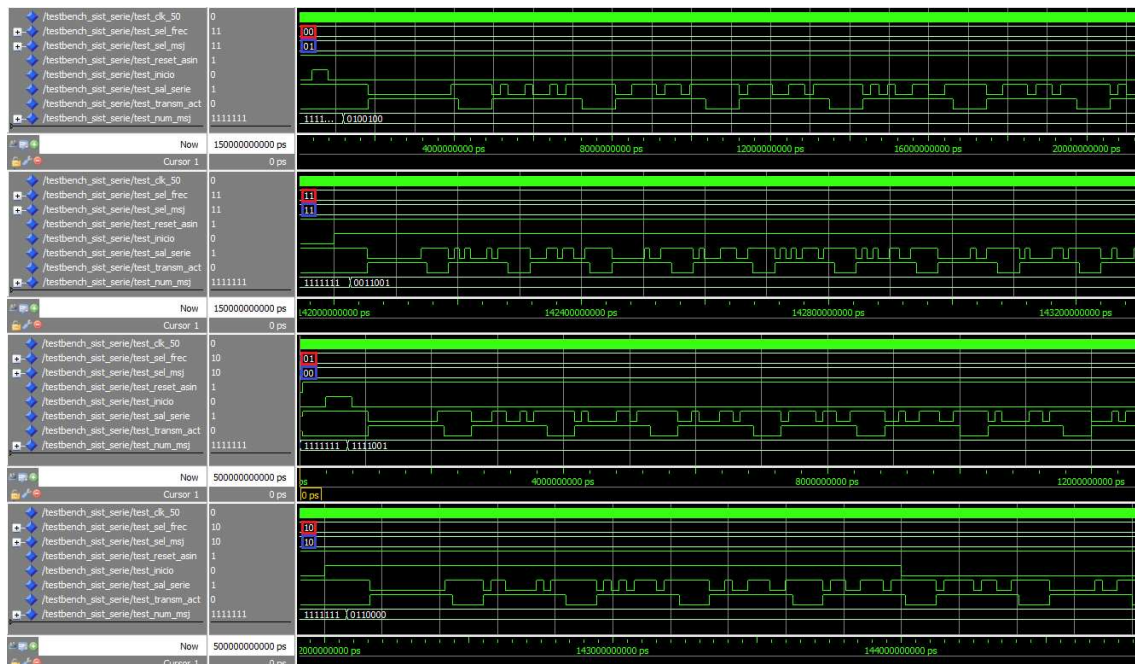 /testbench_sist_serie/test_clk_50 0
/testbench_sist_serie/test_sel_frec 11 00
/testbench_sist_serie/test_sel_msj 11 01
/testbench_sist_serie/test_reset_asin 1
/testbench_sist_serie/test_inicio 0
/testbench_sist_serie/test_sal_serie 1
/testbench_sist_serie/test_transm_act 0
/testbench_sist_serie/test_num_msj 1111111 1111... 0100100
Now 150000000000 ps 4000000000 ps 8000000000 ps 12000000000 ps 16000000000 ps 20000000000 ps
Cursor 1 0 ps
/testbench_sist_serie/test_clk_50 0
/testbench_sist_serie/test_sel_frec 11 11
/testbench_sist_serie/test_sel_msj 11 11
/testbench_sist_serie/test_reset_asin 1
/testbench_sist_serie/test_inicio 0
/testbench_sist_serie/test_sal_serie 1
/testbench_sist_serie/test_transm_act 0
/testbench_sist_serie/test_num_msj 1111111 1111111 0011001
Now 150000000000 ps 142000000000 ps 142400000000 ps 142800000000 ps 143200000000 ps
Cursor 1 0 ps
/testbench_sist_serie/test_clk_50 0
/testbench_sist_serie/test_sel_frec 10 01
/testbench_sist_serie/test_sel_msj 10 00
/testbench_sist_serie/test_reset_asin 1
/testbench_sist_serie/test_inicio 0
/testbench_sist_serie/test_sal_serie 1
/testbench_sist_serie/test_transm_act 0
/testbench_sist_serie/test_num_msj 1111111 1111111 1111001
Now 500000000000 ps ps 4000000000 ps 8000000000 ps 12000000000 ps
Cursor 1 0 ps 0 ps
/testbench_sist_serie/test_clk_50 0
/testbench_sist_serie/test_sel_frec 10 10
/testbench_sist_serie/test_sel_msj 10 10
/testbench_sist_serie/test_reset_asin 1
/testbench_sist_serie/test_inicio 0
/testbench_sist_serie/test_sal_serie 1
/testbench_sist_serie/test_transm_act 0
/testbench_sist_serie/test_num_msj 1111111 1111111 0110000
Now 500000000000 ps 2000000000 ps 143000000000 ps 144000000000 ps
Cursor 1 0 ps